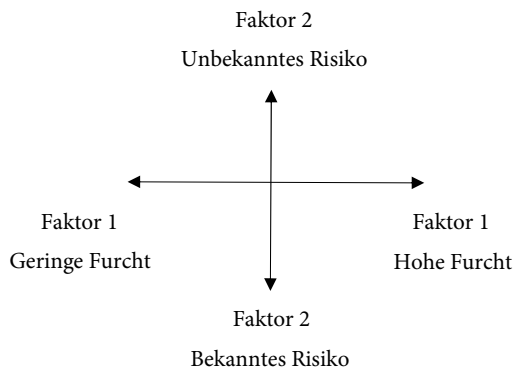 Faktor 2
Unbekanntes Risiko
Faktor 1
Geringe Furcht
Faktor 1
Hohe Furcht
Faktor 2
Bekanntes Risiko